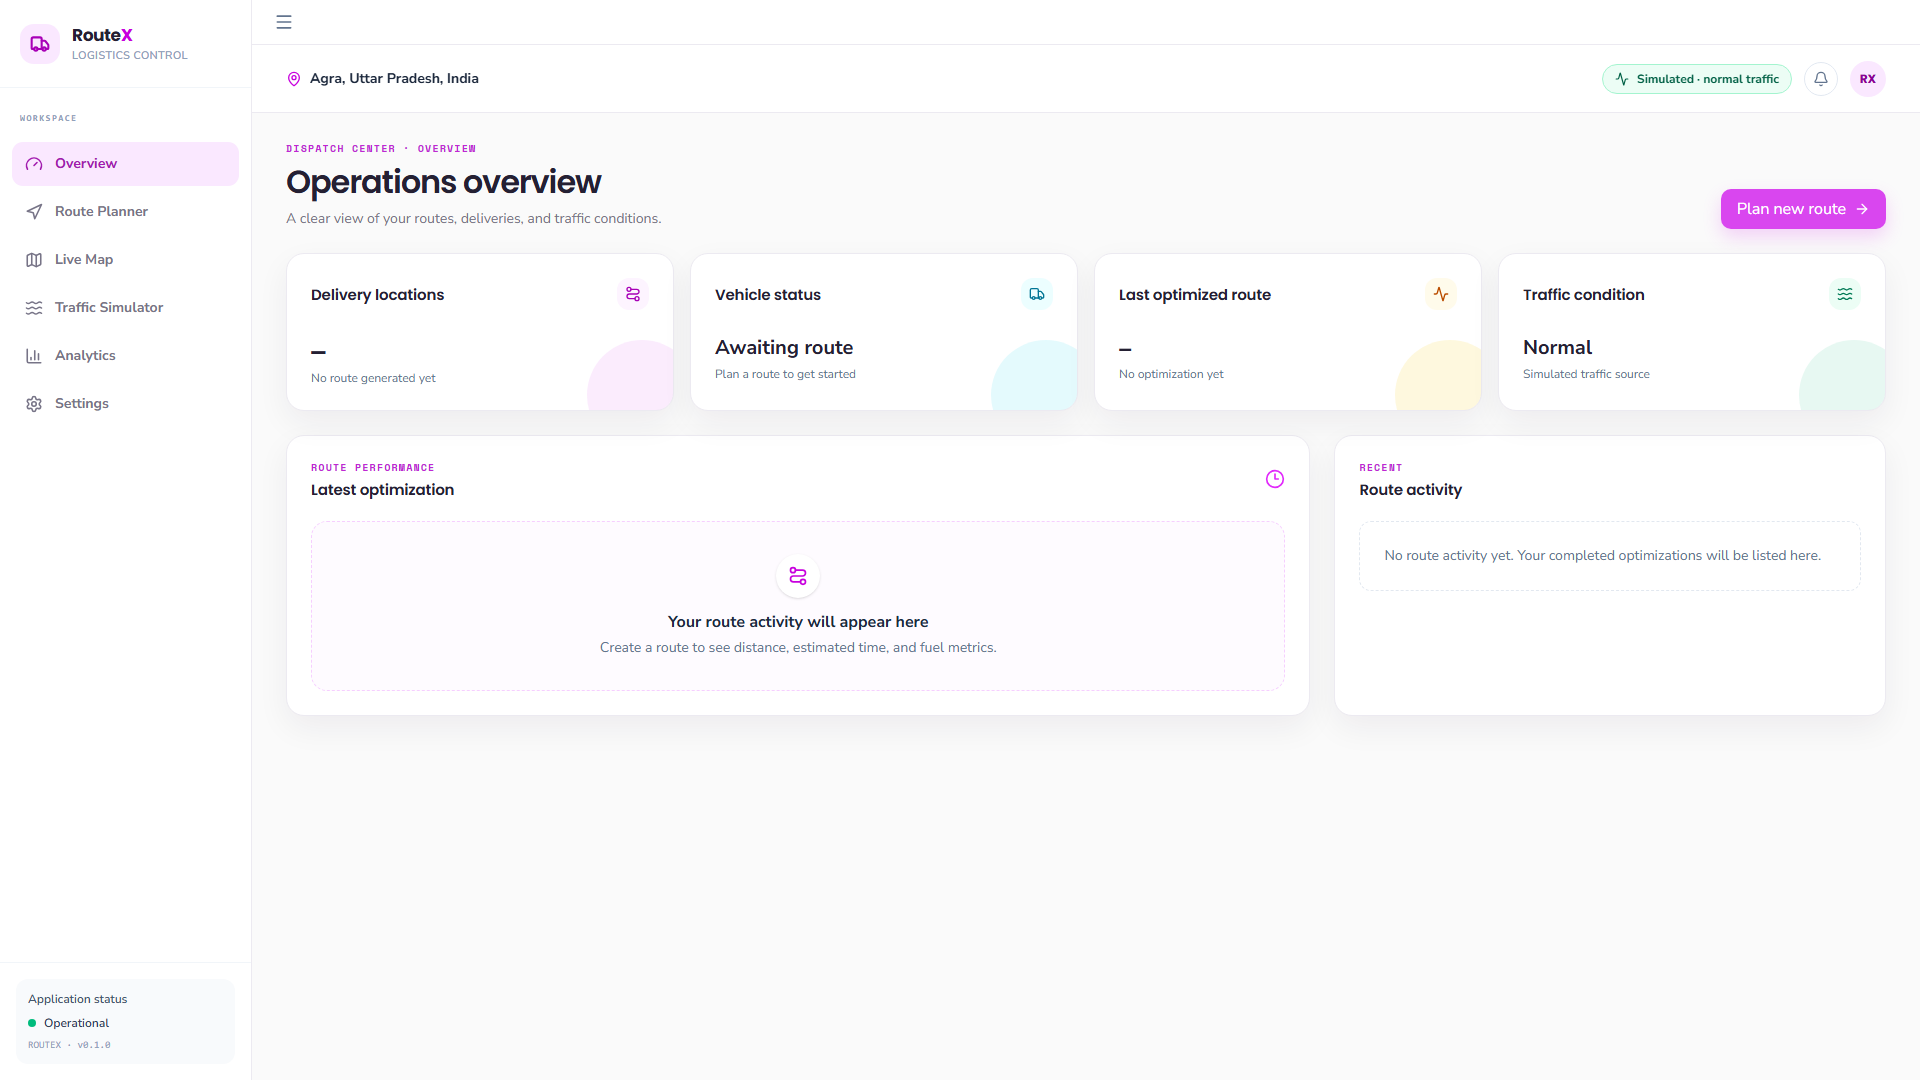 RouteX
LOGISTICS CONTROL
WORKSPACE
Overview
Route Planner
Live Map
Traffic Simulator
Analytics
Settings
Application status
Operational
ROUTEX · v0.1.0
Agra, Uttar Pradesh, India
Simulated · normal traffic
RX
DISPATCH CENTER · OVERVIEW
Operations overview
A clear view of your routes, deliveries, and traffic conditions.
Plan new route
Delivery locations
—
No route generated yet
Vehicle status
Awaiting route
Plan a route to get started
Last optimized route
—
No optimization yet
Traffic condition
Normal
Simulated traffic source
ROUTE PERFORMANCE
Latest optimization
Your route activity will appear here
Create a route to see distance, estimated time, and fuel metrics.
RECENT
Route activity
No route activity yet. Your completed optimizations will be listed here.